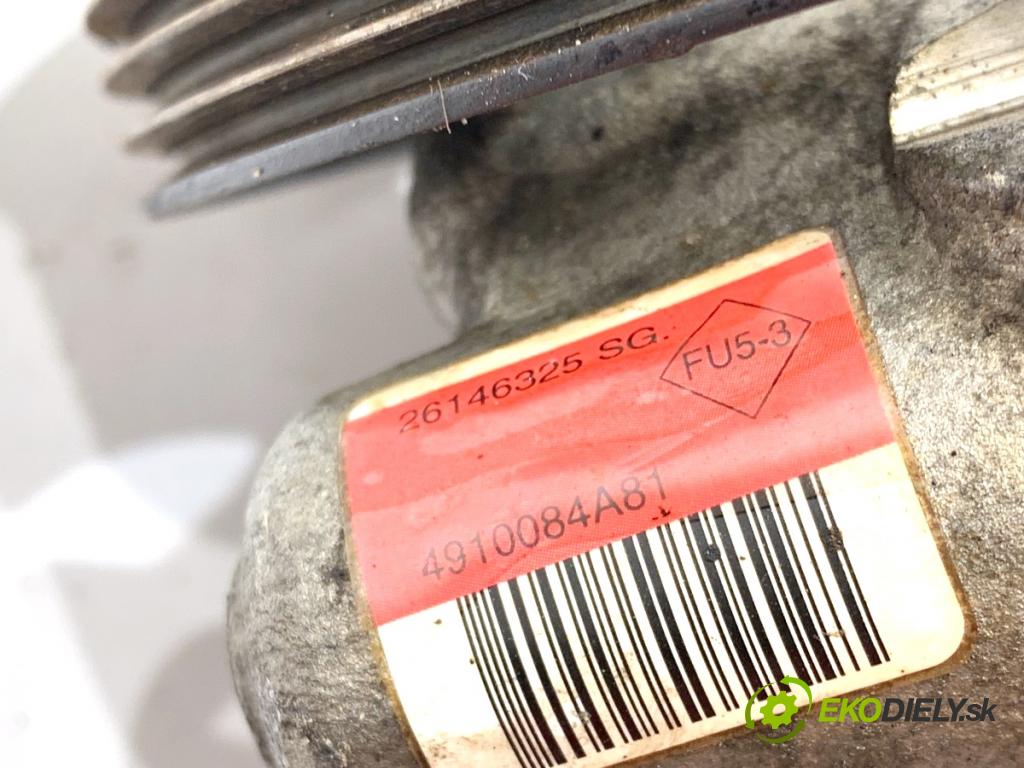 26146325 SG.
FU5-3
4910084A81
EKODIELY.sk